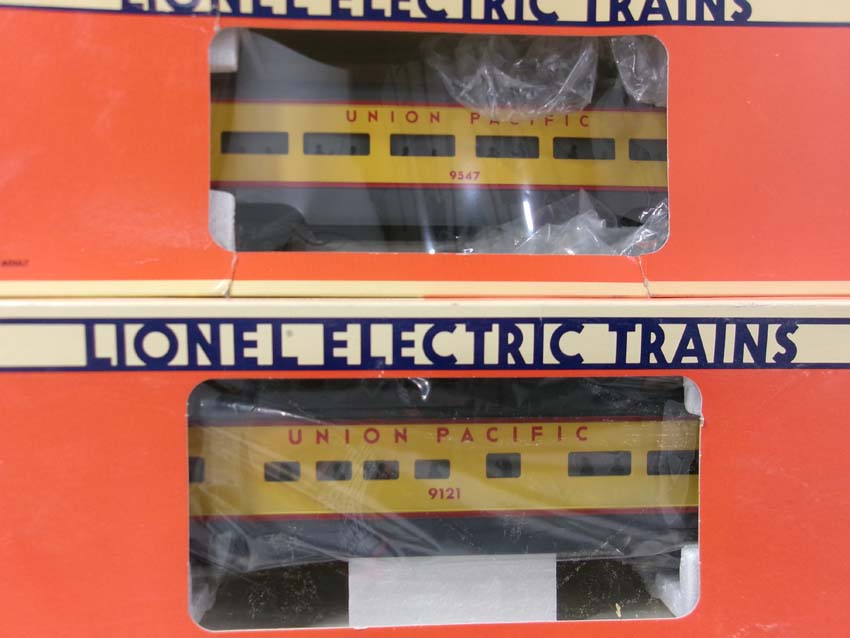 LIONEL ELECTRIC TRAINS
UNION PACIFIC
9547
LIONEL ELECTRIC TRAINS
UNION PACIFIC
9121